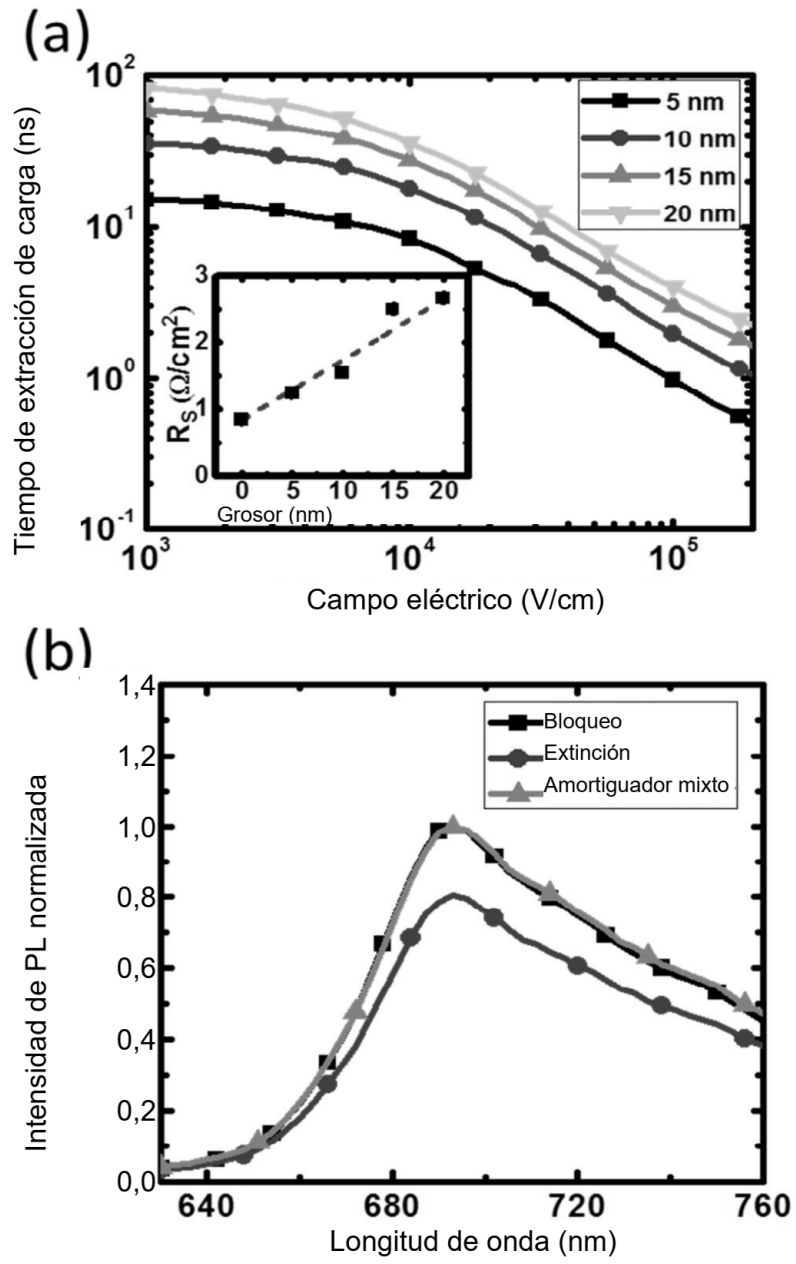 (a)
Tiempo de extracción de carga (ns)
10²
10¹
10⁰
10⁻¹
5 nm
10 nm
15 nm
20 nm
R_S (Ω/cm²)
3
2
1
0
0 5 10 15 20
Grosor (nm)
10³ 10⁴ 10⁵
Campo eléctrico (V/cm)
(b)
Intensidad de PL normalizada
1,4
1,2
1,0
0,8
0,6
0,4
0,2
0,0
Bloqueo
Extinción
Amortiguador mixto
640 680 720 760
Longitud de onda (nm)